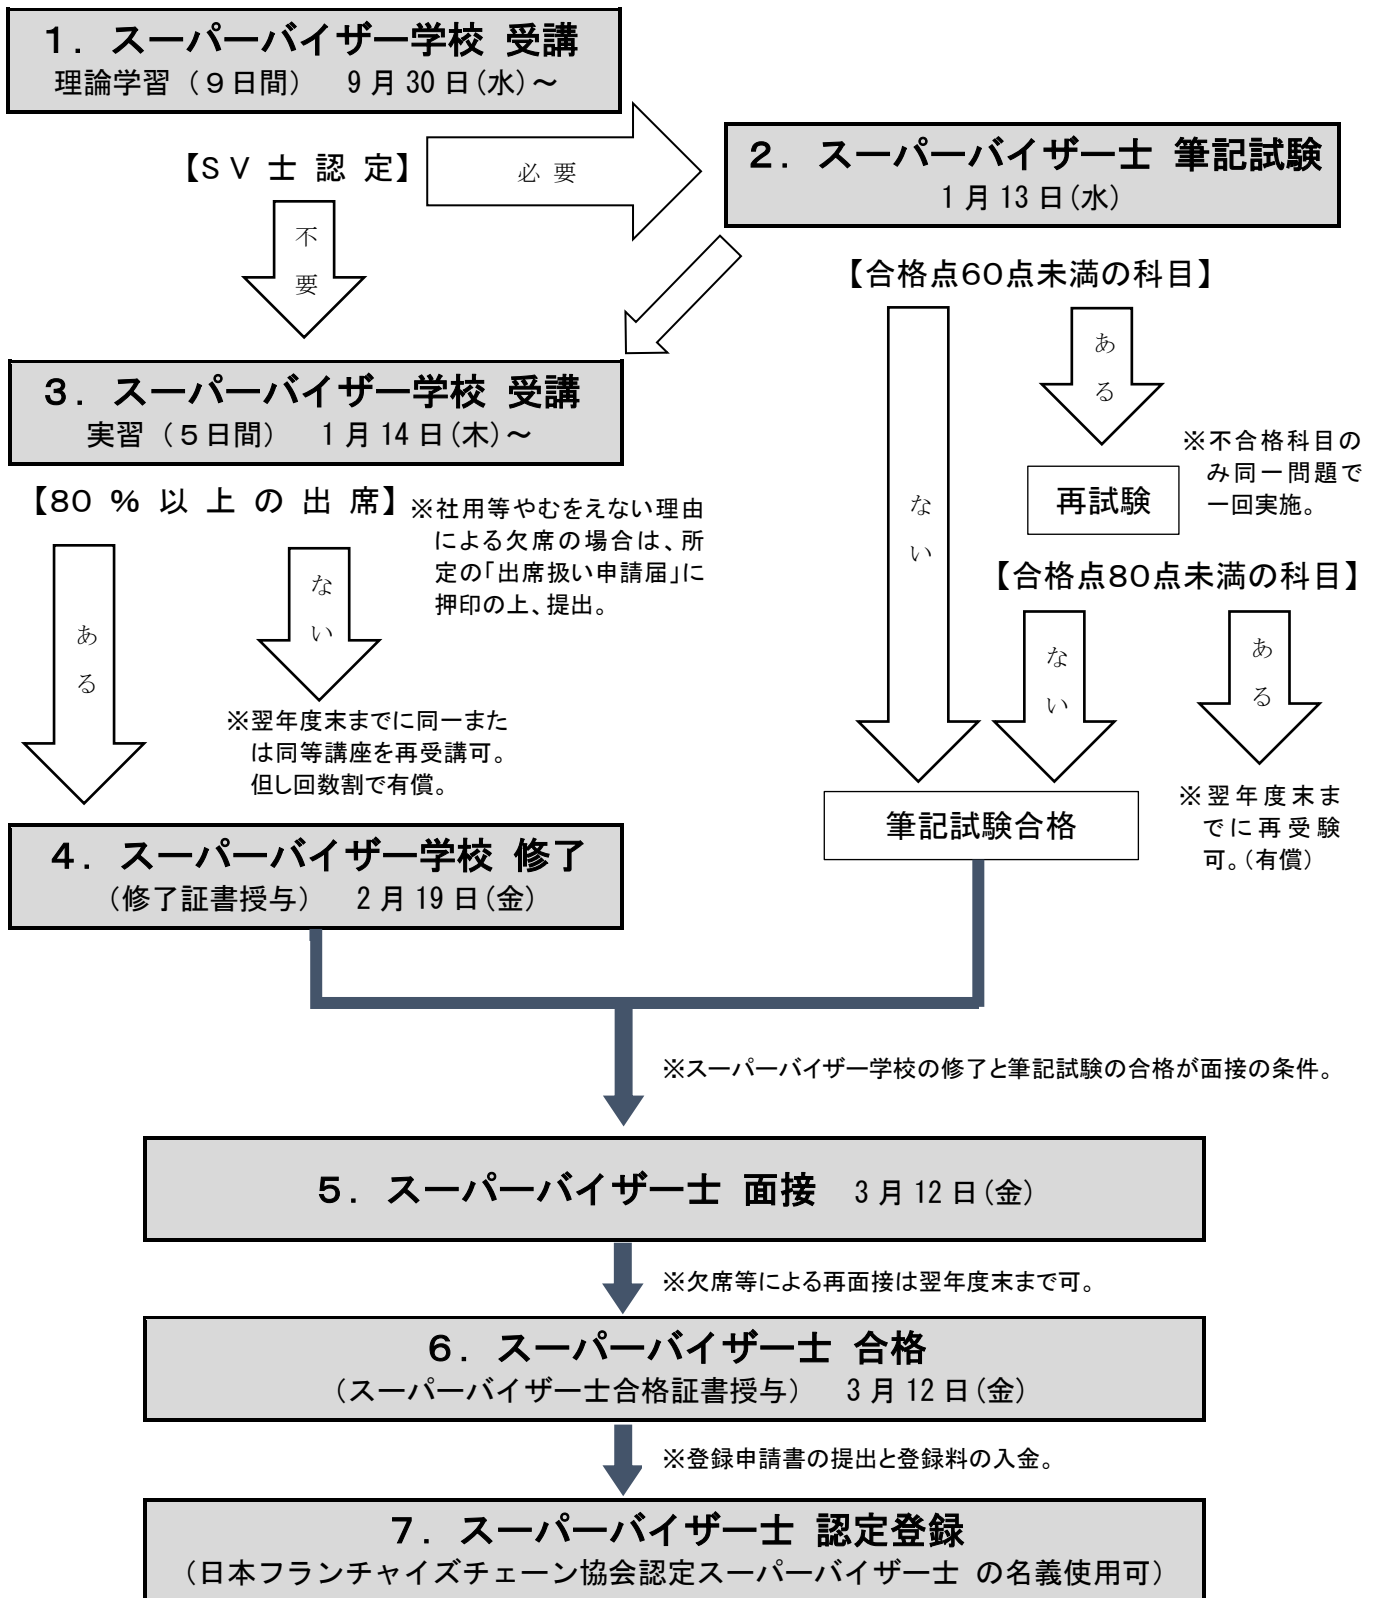 １．スーパーバイザー学校 受講
理論学習（９日間）　９月30日(水)～
【ＳＶ士認定】
必要
不要
２．スーパーバイザー士 筆記試験
１月13日(水)
【合格点60点未満の科目】
ない
ある
再試験
※不合格科目の
み同一問題で
一回実施。
【合格点80点未満の科目】
ない
ある
※翌年度末ま
でに再受験
可。(有償)
筆記試験合格
３．スーパーバイザー学校 受講
実習（５日間）　１月14日(木)～
【80％以上の出席】
※社用等やむをえない理由
による欠席の場合は、所
定の「出席扱い申請届」に
押印の上、提出。
ある
ない
※翌年度末までに同一また
は同等講座を再受講可。
但し回数割で有償。
４．スーパーバイザー学校 修了
（修了証書授与）　２月19日(金)
※スーパーバイザー学校の修了と筆記試験の合格が面接の条件。
５．スーパーバイザー士 面接　３月12日(金)
※欠席等による再面接は翌年度末まで可。
６．スーパーバイザー士 合格
（スーパーバイザー士合格証書授与）　３月12日(金)
※登録申請書の提出と登録料の入金。
７．スーパーバイザー士 認定登録
（日本フランチャイズチェーン協会認定スーパーバイザー士 の名義使用可）